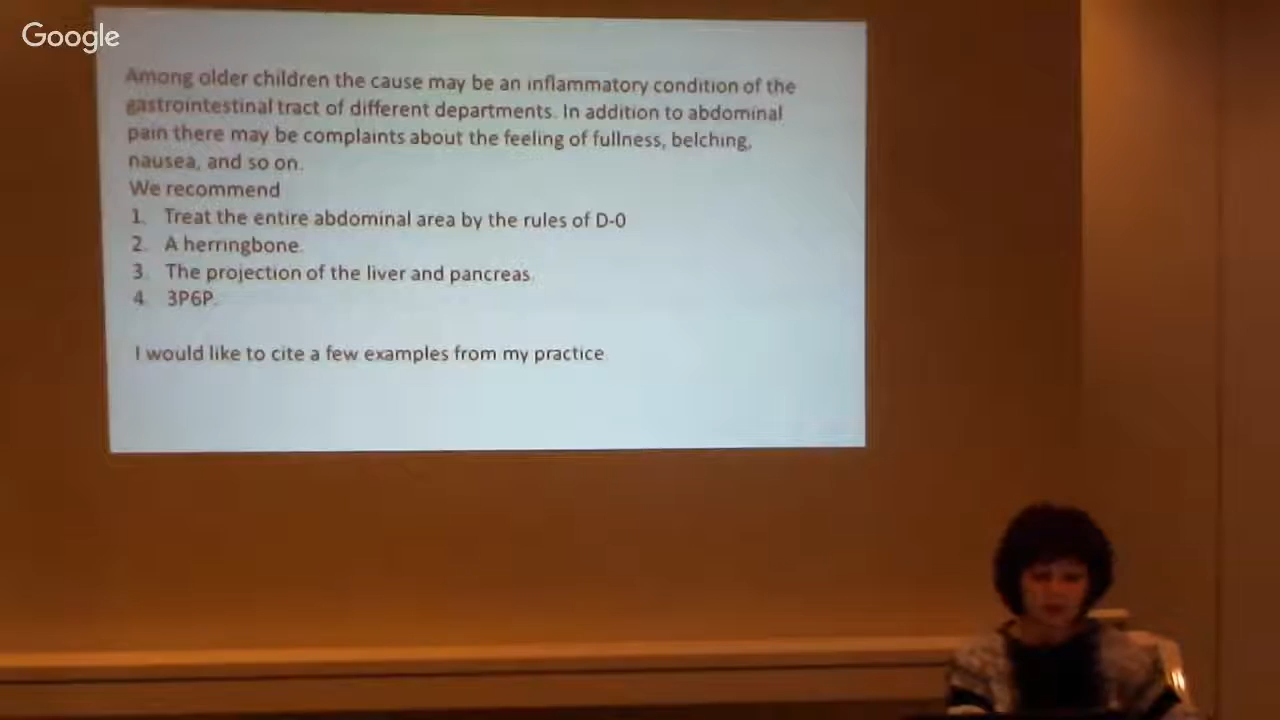 Google
Among older children the cause may be an inflammatory condition of the
gastrointestinal tract of different departments. In addition to abdominal
pain there may be complaints about the feeling of fullness, belching,
nausea, and so on.
We recommend
1. Treat the entire abdominal area by the rules of D-0
2. A herringbone.
3. The projection of the liver and pancreas.
4. 3P6P.
I would like to cite a few examples from my practice